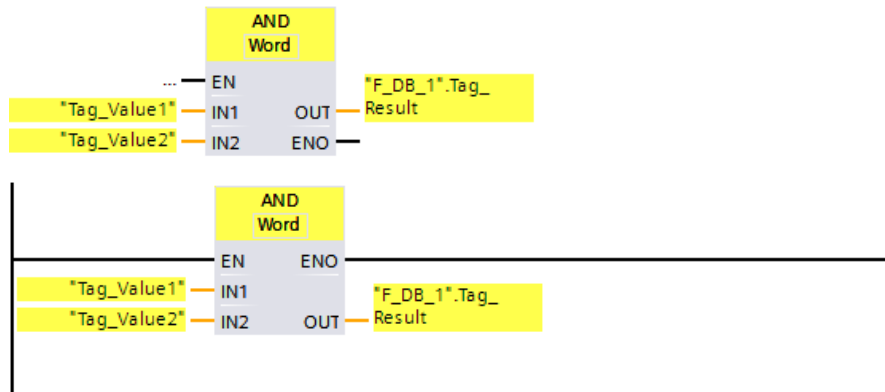 AND
Word
... EN
"Tag_Value1" IN1 OUT "F_DB_1".Tag_
Result
"Tag_Value2" IN2 ENO
AND
Word
EN ENO
"Tag_Value1" IN1
"Tag_Value2" IN2 OUT "F_DB_1".Tag_
Result